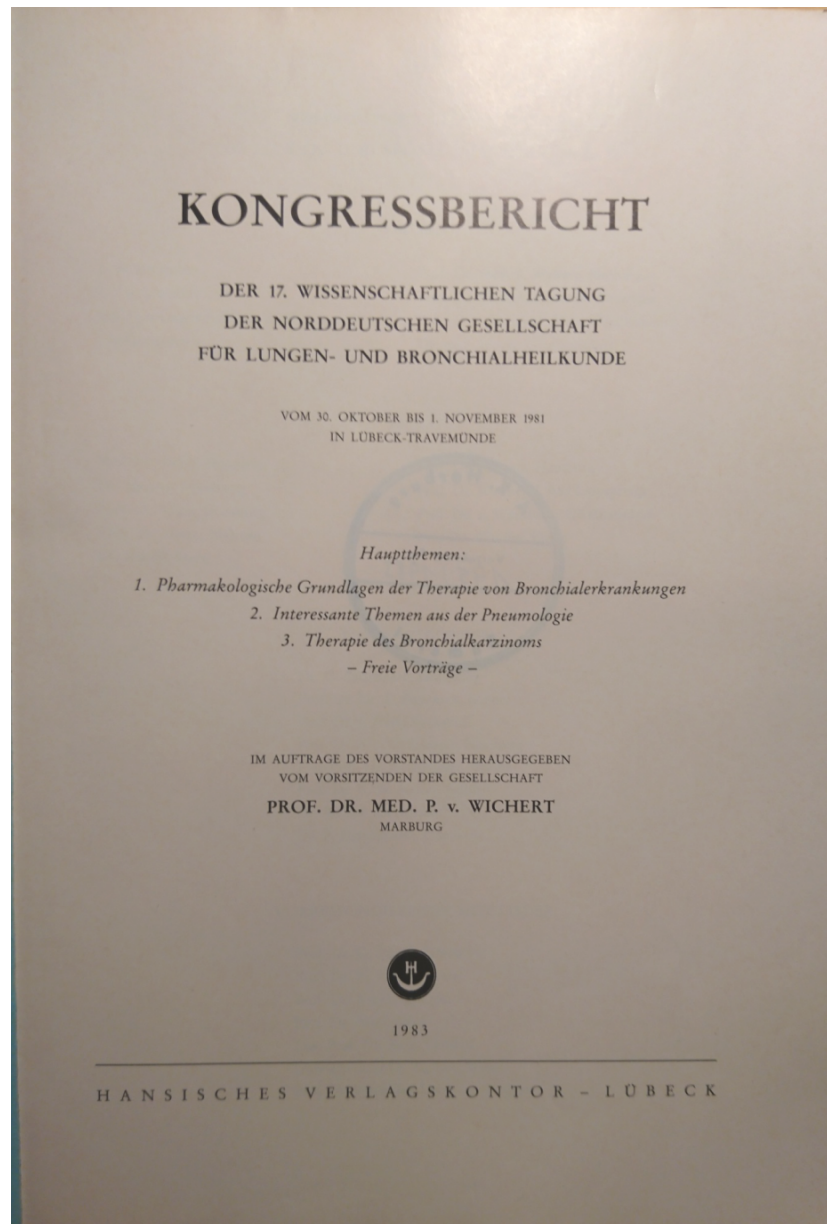 KONGRESSBERICHT
DER 17. WISSENSCHAFTLICHEN TAGUNG
DER NORDDEUTSCHEN GESELLSCHAFT
FÜR LUNGEN- UND BRONCHIALHEILKUNDE
VOM 30. OKTOBER BIS 1. NOVEMBER 1981
IN LÜBECK-TRAVEMÜNDE
Hauptthemen:
1. Pharmakologische Grundlagen der Therapie von Bronchialerkrankungen
2. Interessante Themen aus der Pneumologie
3. Therapie des Bronchialkarzinoms
– Freie Vorträge –
IM AUFTRAGE DES VORSTANDES HERAUSGEGEBEN
VOM VORSITZENDEN DER GESELLSCHAFT
PROF. DR. MED. P. v. WICHERT
MARBURG
H
1983
HANSISCHES VERLAGSKONTOR – LÜBECK